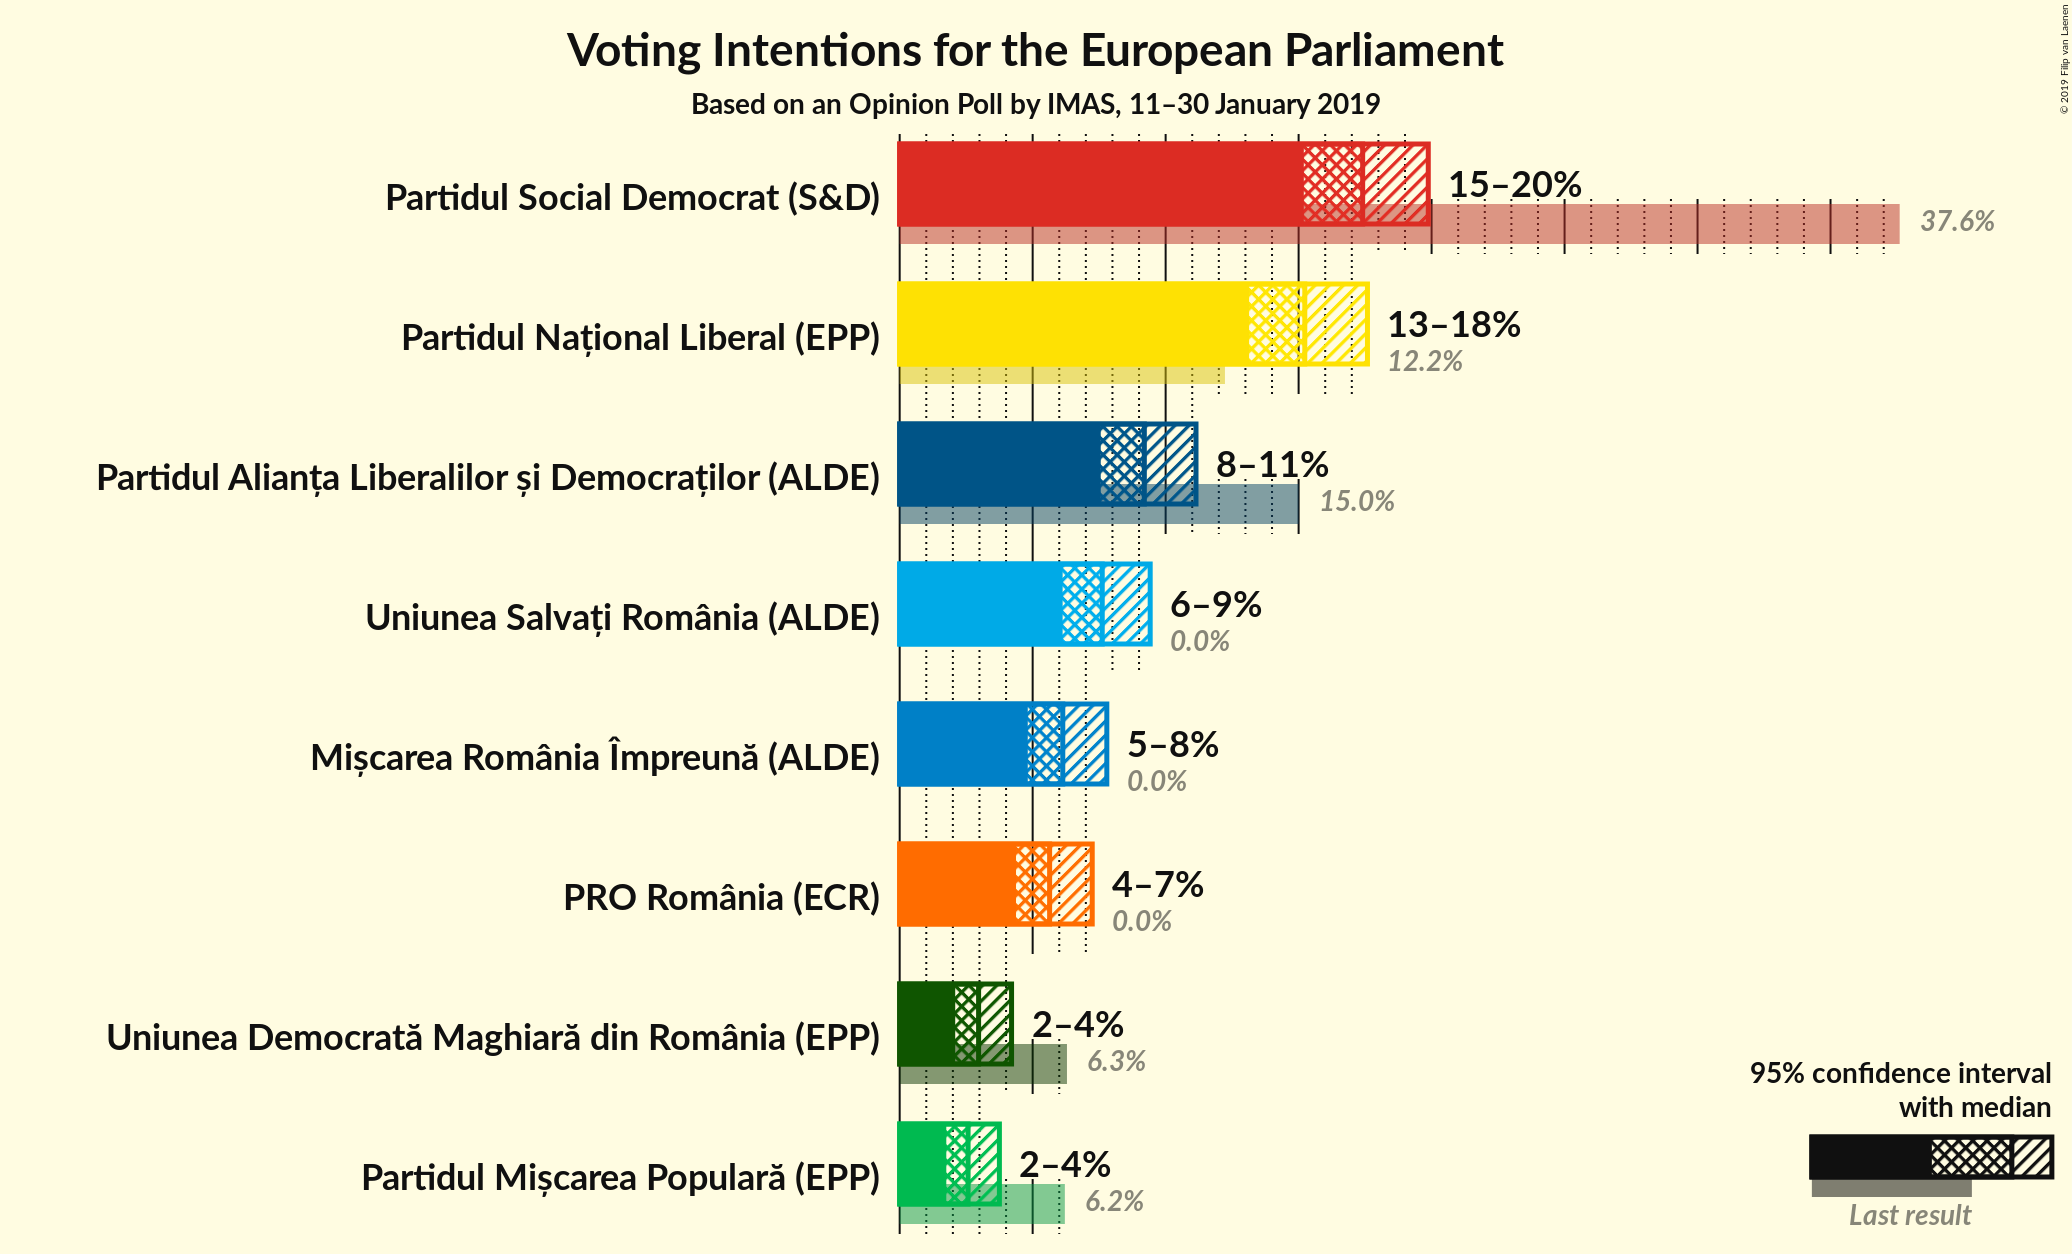 Voting Intentions for the European Parliament
Based on an Opinion Poll by IMAS, 11–30 January 2019
© 2019 Filip van Laenen
Partidul Social Democrat (S&D)
15–20%
37.6%
Partidul Național Liberal (EPP)
13–18%
12.2%
Partidul Alianța Liberalilor și Democraților (ALDE)
8–11%
15.0%
Uniunea Salvați România (ALDE)
6–9%
0.0%
Mișcarea România Împreună (ALDE)
5–8%
0.0%
PRO România (ECR)
4–7%
0.0%
Uniunea Democrată Maghiară din România (EPP)
2–4%
6.3%
Partidul Mișcarea Populară (EPP)
2–4%
6.2%
95% confidence interval
with median
Last result